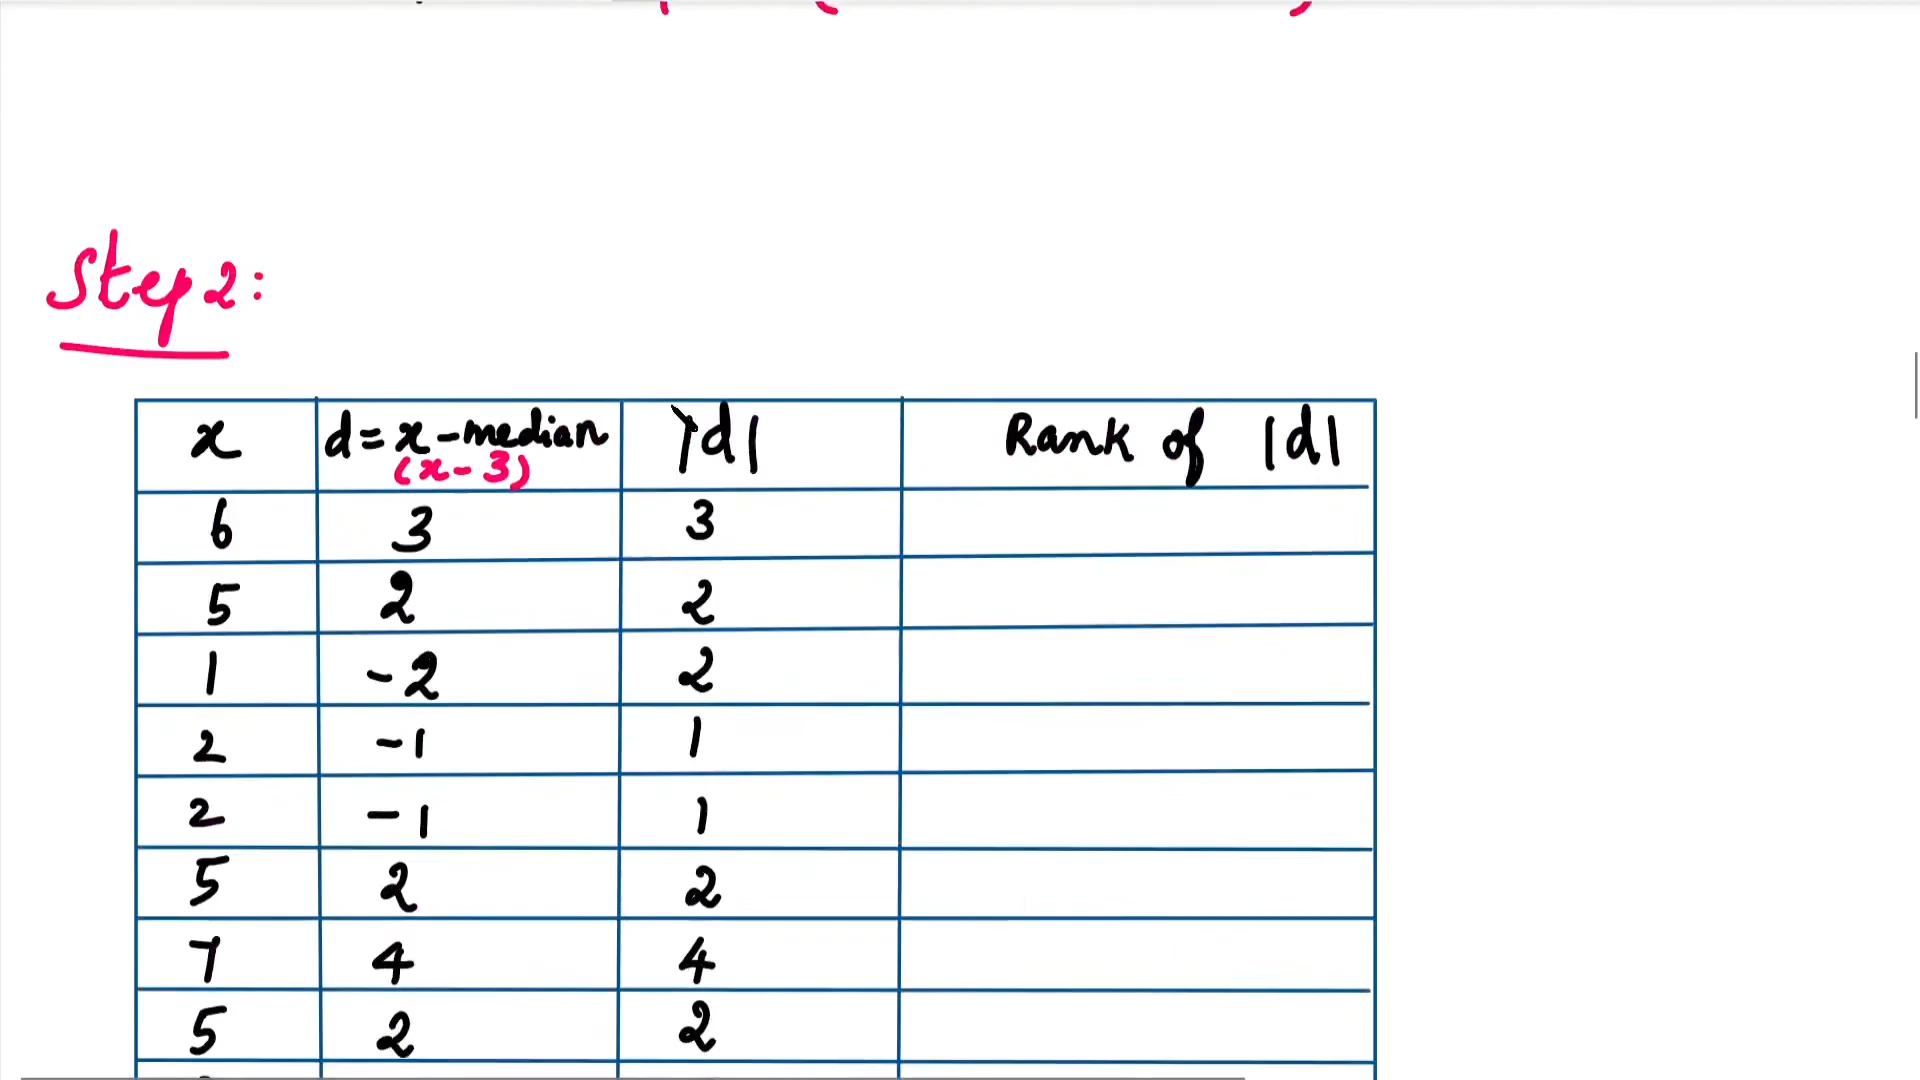 Step 2:
x d = x - median |d| Rank of |d|
(x - 3)
6 3 3
5 2 2
1 -2 2
2 -1 1
2 -1 1
5 2 2
7 4 4
5 2 2